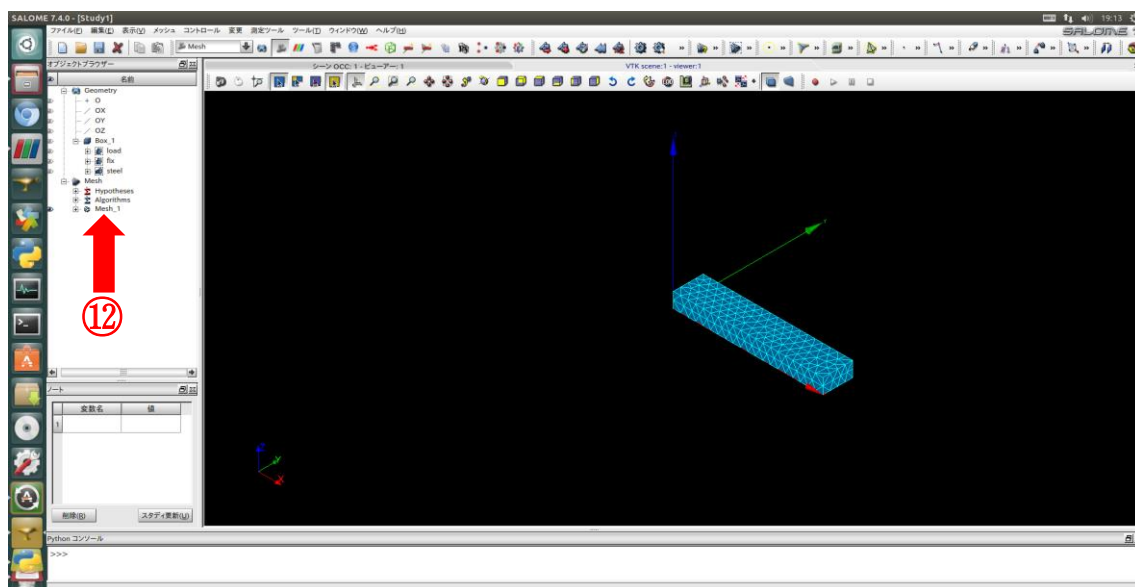 SALOME 7.4.0 - [Study1]
19:13
ファイル(F) 編集(E) 表示(V) メッシュ コントロール 変更 測定ツール ツール(T) ウィンドウ(W) ヘルプ(H)
SALOME 7
Mesh
オブジェクトブラウザー
シーン OCC: 1 - ビューアー: 1
VTK scene:1 - viewer:1
名前
Geometry
O
OX
OY
OZ
Box_1
load
fix
steel
Mesh
Hypotheses
Algorithms
Mesh_1
⑫
ノート
変数名 値
1
削除(R)
スタディ更新(U)
Z
Y
X
Python コンソール
>>>